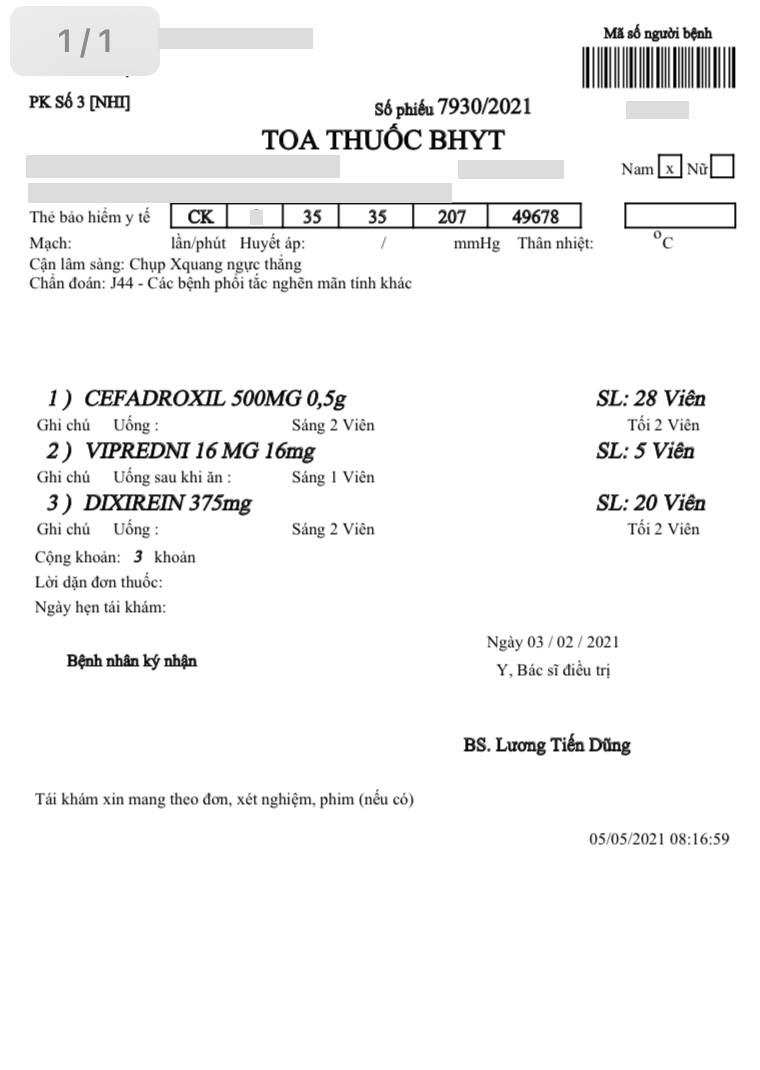 1/1
Mã số người bệnh
PK Số 3 [NHI]
Số phiếu 7930/2021
TOA THUỐC BHYT
Nam x Nữ
Thẻ bảo hiểm y tế CK 35 35 207 49678
Mạch: lần/phút Huyết áp: / mmHg Thân nhiệt: °C
Cận lâm sàng: Chụp Xquang ngực thẳng
Chẩn đoán: J44 - Các bệnh phổi tắc nghẽn mãn tính khác
1 ) CEFADROXIL 500MG 0,5g SL: 28 Viên
Ghi chú Uống : Sáng 2 Viên Tối 2 Viên
2 ) VIPREDNI 16 MG 16mg SL: 5 Viên
Ghi chú Uống sau khi ăn : Sáng 1 Viên
3 ) DIXIREIN 375mg SL: 20 Viên
Ghi chú Uống : Sáng 2 Viên Tối 2 Viên
Cộng khoản: 3 khoản
Lời dặn đơn thuốc:
Ngày hẹn tái khám:
Ngày 03 / 02 / 2021
Bệnh nhân ký nhận
Y, Bác sĩ điều trị
BS. Lương Tiến Dũng
Tái khám xin mang theo đơn, xét nghiệm, phim (nếu có)
05/05/2021 08:16:59